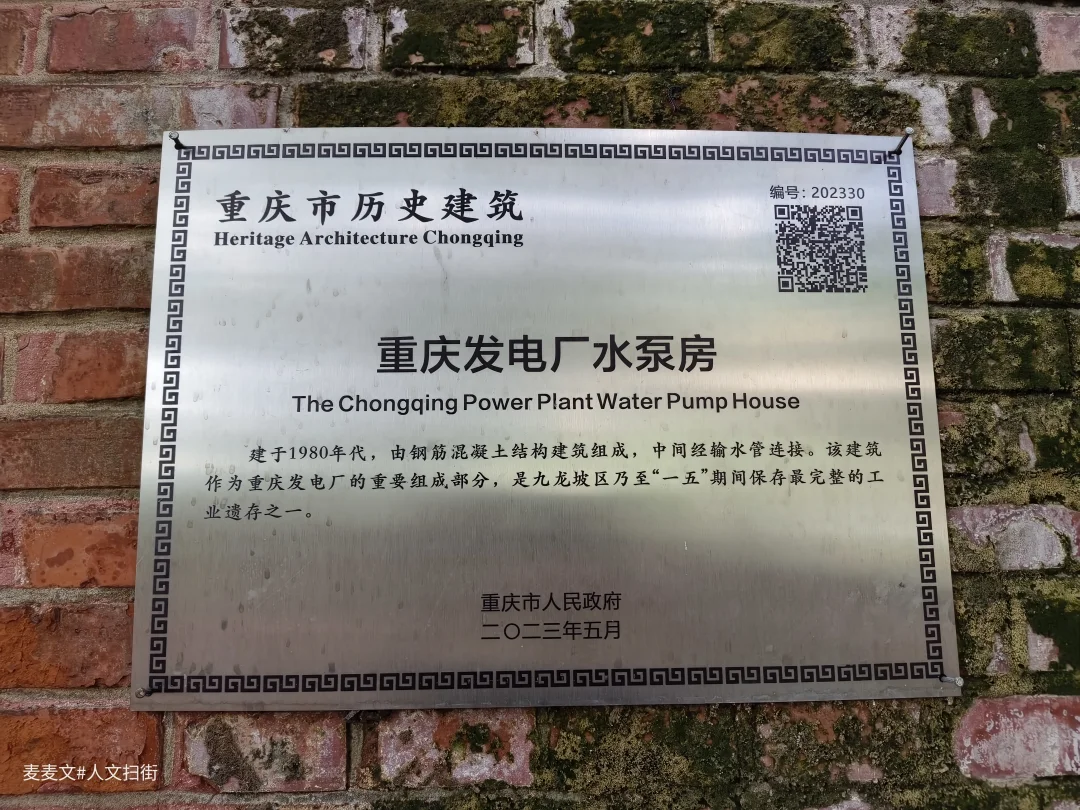 重庆市历史建筑
Heritage Architecture Chongqing
编号: 202330
重庆发电厂水泵房
The Chongqing Power Plant Water Pump House
建于1980年代，由钢筋混凝土结构建筑组成，中间经输水管连接。该建筑
作为重庆发电厂的重要组成部分，是九龙坡区乃至“一五”期间保存最完整的工
业遗存之一。
重庆市人民政府
二〇二三年五月
麦麦文#人文扫街